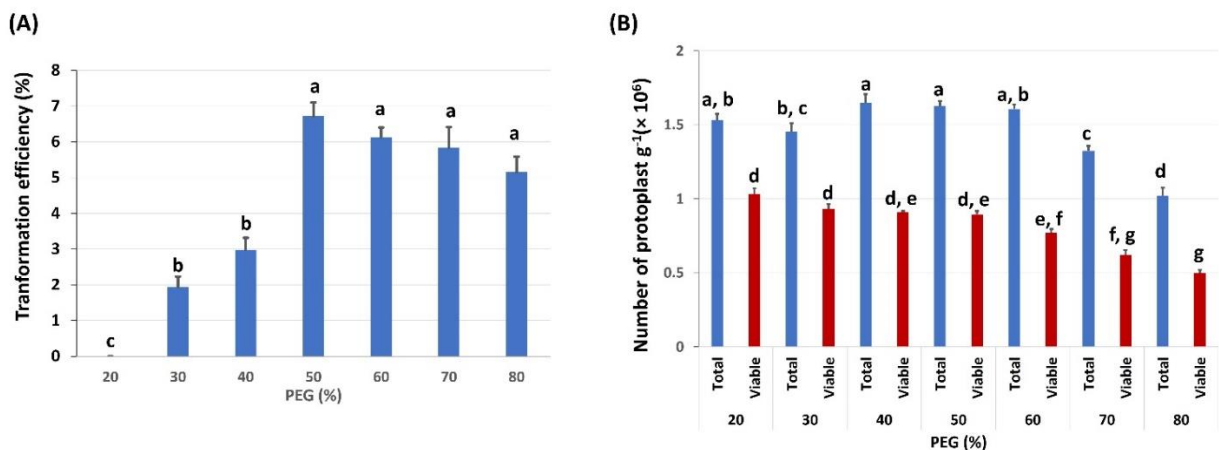 (A)
Tranformation efficiency (%)
8
7
6
5
4
3
2
1
0
c
b
b
a
a
a
a
20 30 40 50 60 70 80
PEG (%)
(B)
Number of protoplast g⁻¹(× 10⁶)
2
1.5
1
0.5
0
a, b
d
b, c
d
a
d, e
a
d, e
a, b
e, f
c
f, g
d
g
Total Viable Total Viable Total Viable Total Viable Total Viable Total Viable Total Viable
20 30 40 50 60 70 80
PEG (%)